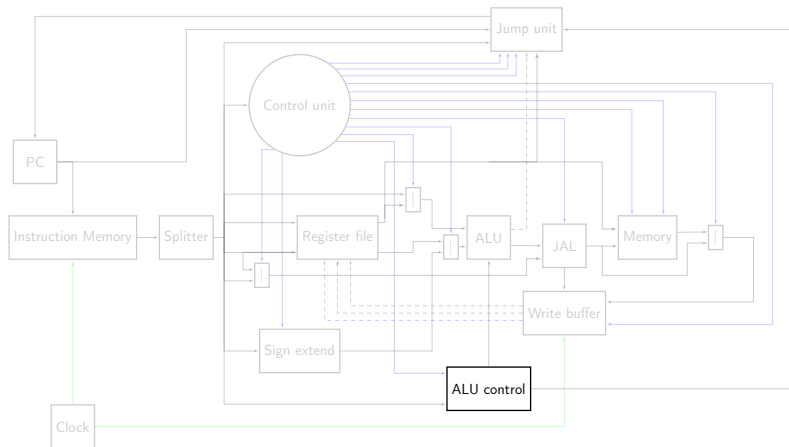 Jump unit
Control unit
PC
Instruction Memory
Splitter
Register file
ALU
JAL
Memory
Write buffer
Sign extend
ALU control
Clock